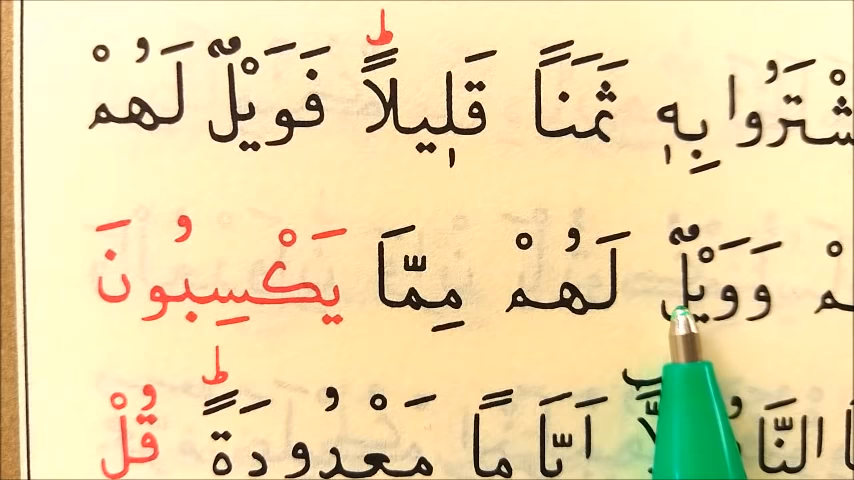 شْتَرُوا بِهٖ ثَمَنًا قَلِيلًاؕ فَوَيْلٌ لَهُمْ
مْ وَوَيْلٌ لَهُمْ مِمَّا يَكْسِبُونَ
اَيَّامًا مَعْدُودَةًؕ قُلْ